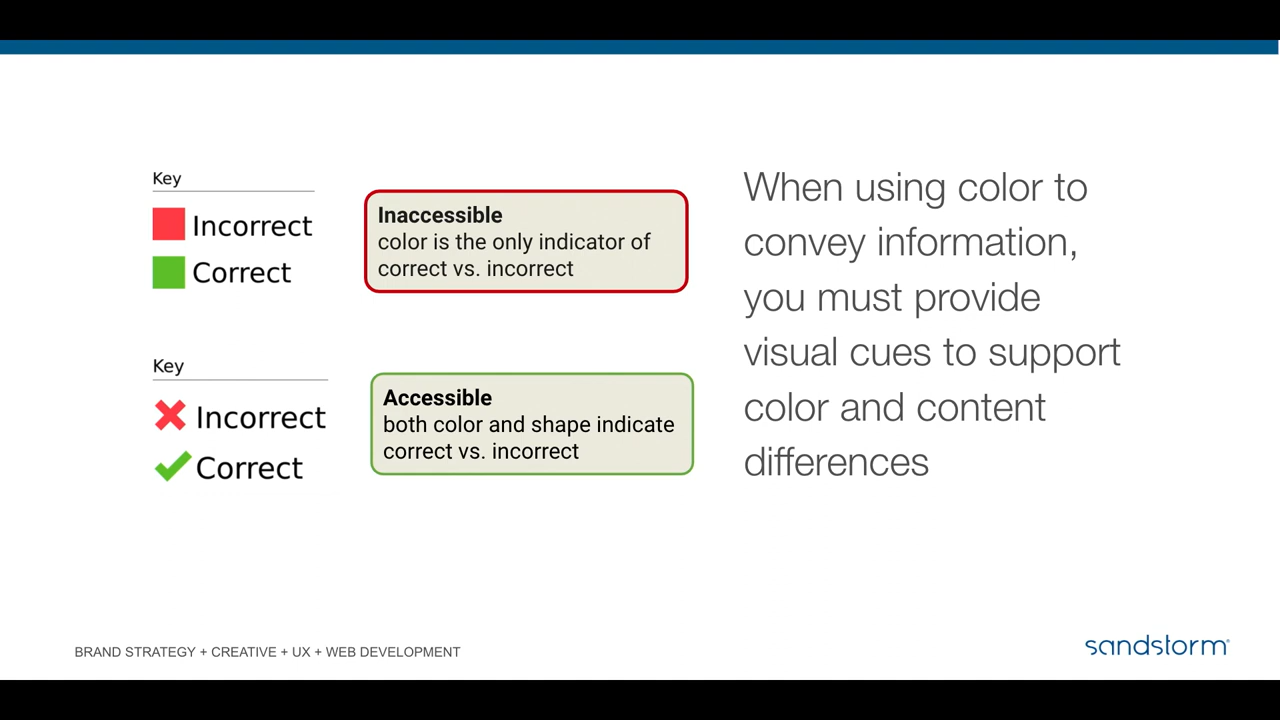 Key
Incorrect
Correct
Inaccessible
color is the only indicator of
correct vs. incorrect
Key
Incorrect
Correct
Accessible
both color and shape indicate
correct vs. incorrect
When using color to
convey information,
you must provide
visual cues to support
color and content
differences
BRAND STRATEGY + CREATIVE + UX + WEB DEVELOPMENT
sandstorm®